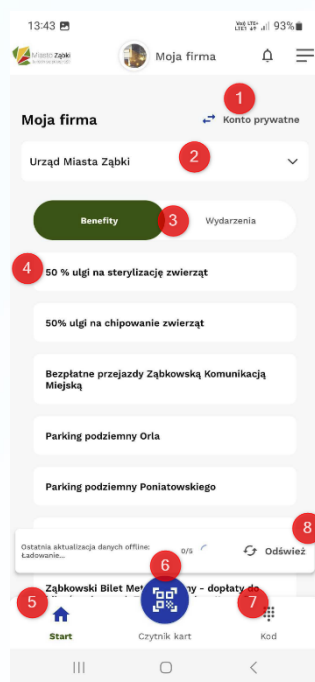 13:43
93%
Miasto Ząbki
Moja firma
1
Moja firma
Konto prywatne
Urząd Miasta Ząbki
2
Benefity
3
Wydarzenia
4
50 % ulgi na sterylizację zwierząt
50% ulgi na chipowanie zwierząt
Bezpłatne przejazdy Ząbkowską Komunikacją
Miejską
Parking podziemny Orla
Parking podziemny Poniatowskiego
8
Ostatnia aktualizacja danych offline:
Ładowanie...
0/5
Odśwież
6
Ząbkowski Bilet
dopłaty do
5
7
Start
Czytnik kart
Kod